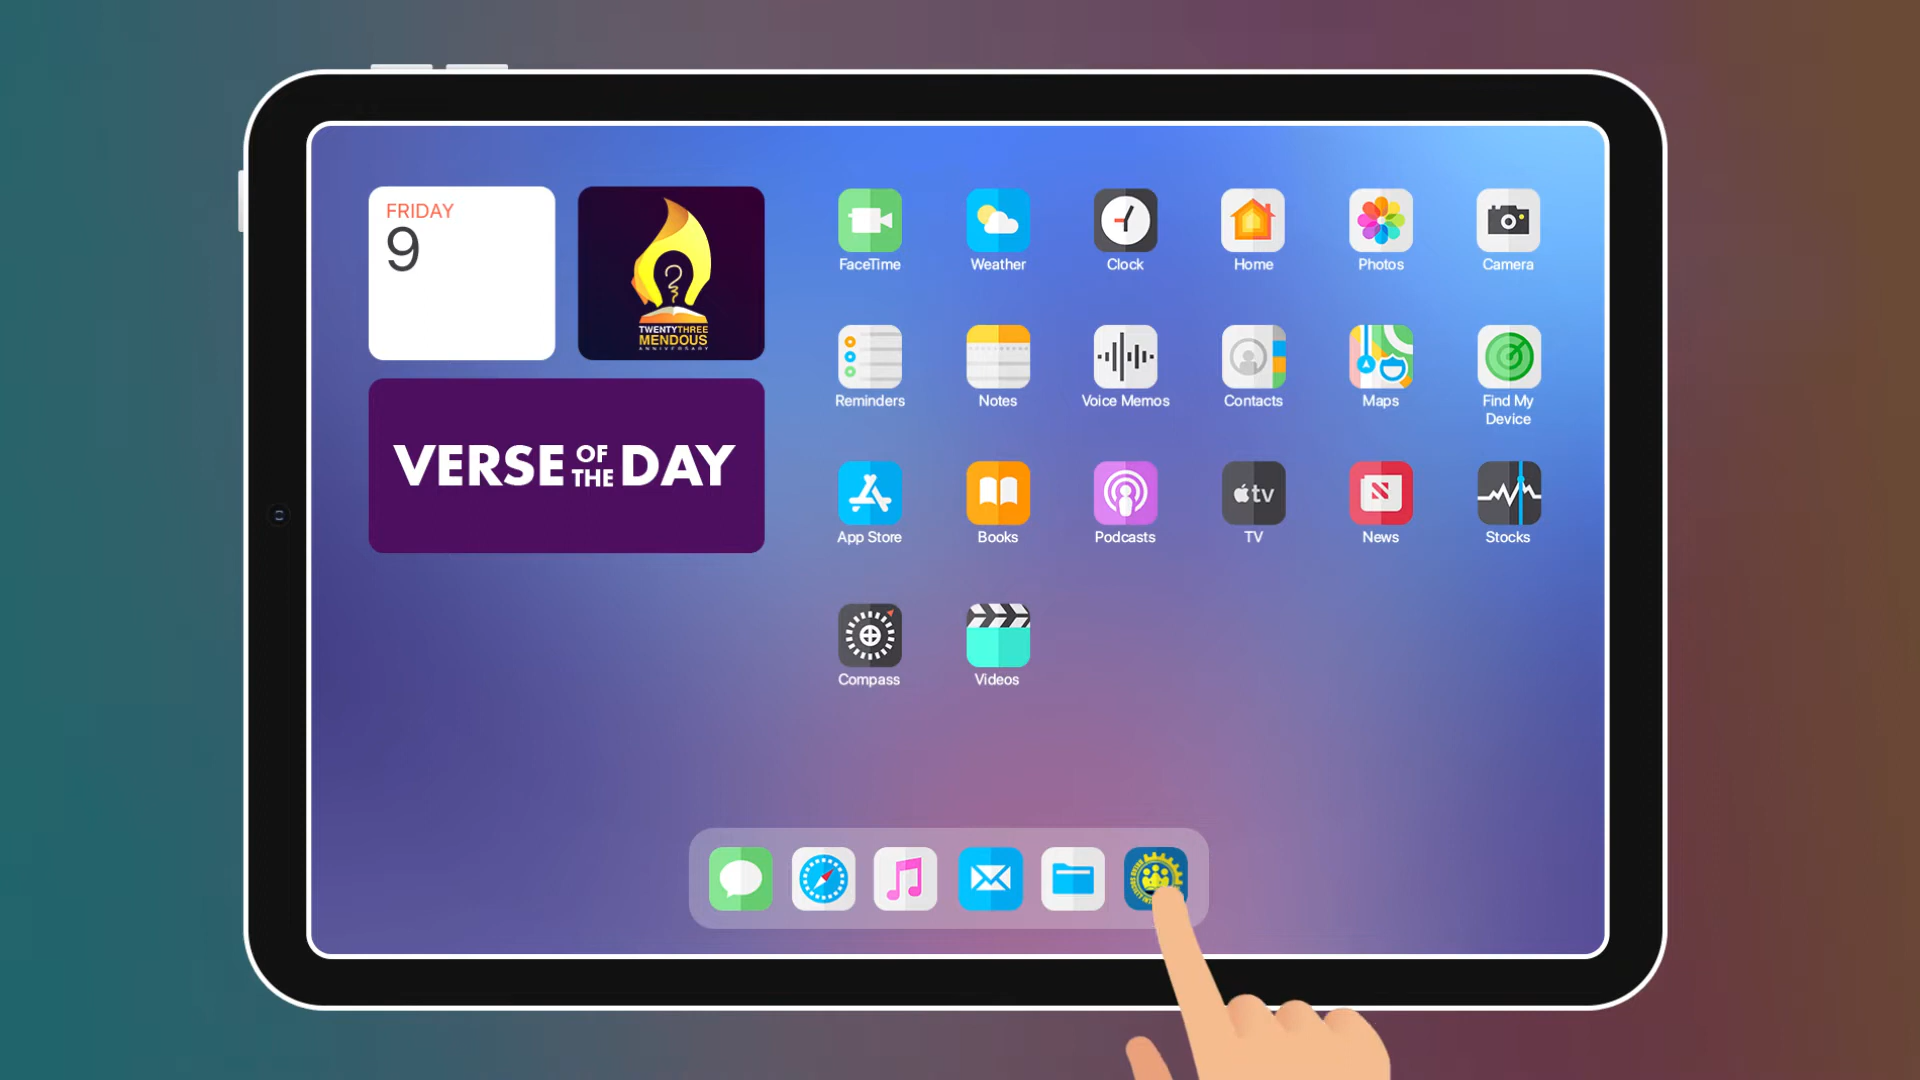 FRIDAY
9
TWENTYTHREE
MENDOUS
ANNIVERSARY
VERSE OF THE DAY
FaceTime
Weather
Clock
Home
Photos
Camera
Reminders
Notes
Voice Memos
Contacts
Maps
Find My
Device
App Store
Books
Podcasts
tv
TV
News
Stocks
Compass
Videos